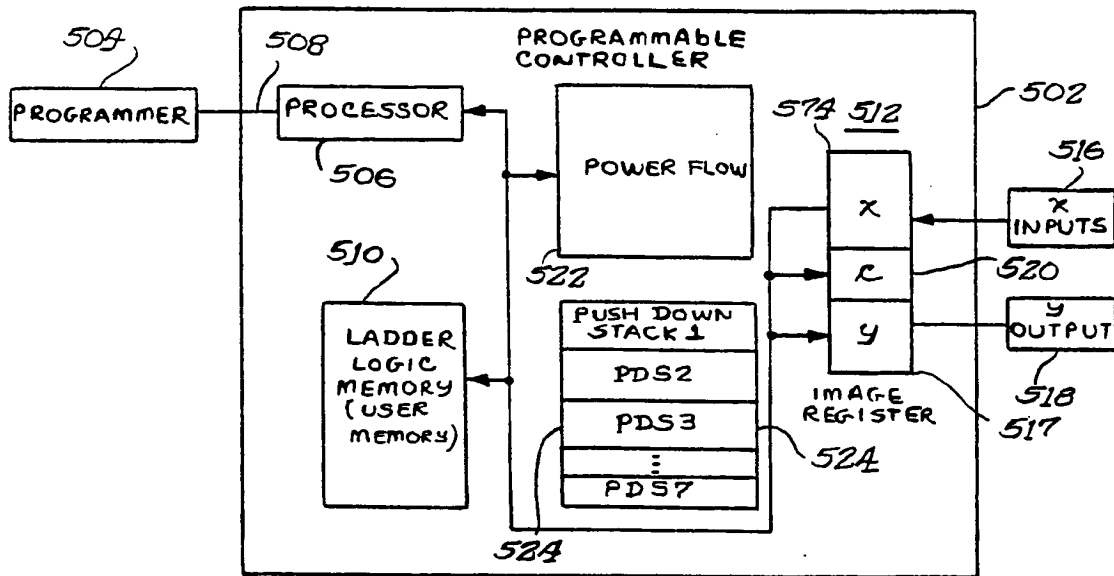 504
508
PROGRAMMER
PROCESSOR
506
PROGRAMMABLE
CONTROLLER
502
POWER FLOW
522
574
512
X
C
Y
IMAGE
REGISTER
516
X
INPUTS
520
Y
OUTPUT
518
517
510
LADDER
LOGIC
MEMORY
(USER
MEMORY)
PUSH DOWN
STACK 1
PDS2
PDS3
⋮
PDS7
524
524